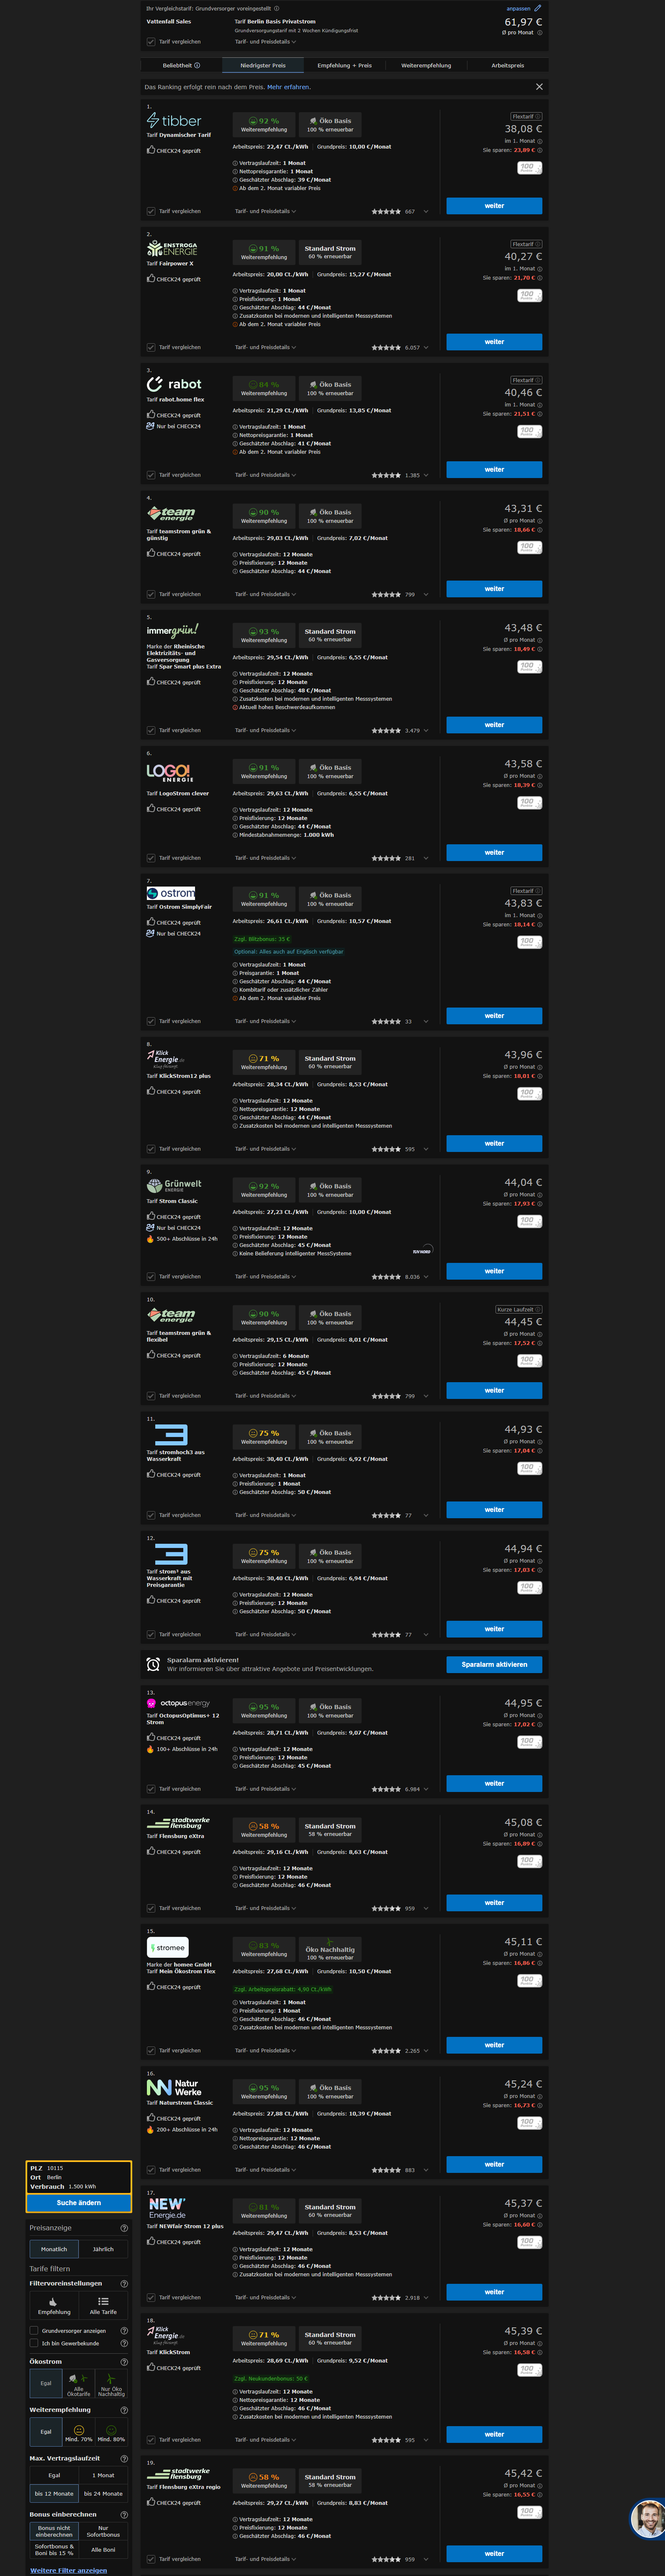 Ihr Vergleichstarif: Grundversorger voreingestellt
anpassen
Vattenfall Sales
Tarif Berlin Basis Privatstrom
61,97 €
Grundversorgungstarif mit 2 Wochen Kündigungsfrist
Ø pro Monat
Tarif vergleichen
Tarif- und Preisdetails
Beliebtheit
Niedrigster Preis
Empfehlung + Preis
Weiterempfehlung
Arbeitspreis
Das Ranking erfolgt rein nach dem Preis. Mehr erfahren.
1.
tibber
Tarif Dynamischer Tarif
CHECK24 geprüft
92 %
Weiterempfehlung
Öko Basis
100 % erneuerbar
Arbeitspreis: 22,47 Ct./kWh | Grundpreis: 10,00 €/Monat
Vertragslaufzeit: 1 Monat
Nettopreisgarantie: 1 Monat
Geschätzter Abschlag: 39 €/Monat
Ab dem 2. Monat variabler Preis
Flextarif
38,08 €
im 1. Monat
Sie sparen: 23,89 €
100
weiter
Tarif vergleichen
Tarif- und Preisdetails
667
2.
ENSTROGA
ENERGIE
Tarif Fairpower X
CHECK24 geprüft
91 %
Weiterempfehlung
Standard Strom
60 % erneuerbar
Arbeitspreis: 20,00 Ct./kWh | Grundpreis: 15,27 €/Monat
Vertragslaufzeit: 1 Monat
Preisfixierung: 1 Monat
Geschätzter Abschlag: 44 €/Monat
Zusatzkosten bei modernen und intelligenten Messsystemen
Ab dem 2. Monat variabler Preis
Flextarif
40,27 €
im 1. Monat
Sie sparen: 21,70 €
100
weiter
Tarif vergleichen
Tarif- und Preisdetails
6.057
3.
rabot
Tarif rabot.home flex
CHECK24 geprüft
Nur bei CHECK24
84 %
Weiterempfehlung
Öko Basis
100 % erneuerbar
Arbeitspreis: 21,29 Ct./kWh | Grundpreis: 13,85 €/Monat
Vertragslaufzeit: 1 Monat
Nettopreisgarantie: 1 Monat
Geschätzter Abschlag: 41 €/Monat
Ab dem 2. Monat variabler Preis
Flextarif
40,46 €
im 1. Monat
Sie sparen: 21,51 €
100
weiter
Tarif vergleichen
Tarif- und Preisdetails
1.385
4.
team
energie
Tarif teamstrom grün &
günstig
CHECK24 geprüft
90 %
Weiterempfehlung
Öko Basis
100 % erneuerbar
Arbeitspreis: 29,03 Ct./kWh | Grundpreis: 7,02 €/Monat
Vertragslaufzeit: 12 Monate
Preisfixierung: 12 Monate
Geschätzter Abschlag: 44 €/Monat
43,31 €
Ø pro Monat
Sie sparen: 18,66 €
100
weiter
Tarif vergleichen
Tarif- und Preisdetails
799
5.
immergrün!
Marke der Rheinische
Elektrizitäts- und
Gasversorgung
Tarif Spar Smart plus Extra
CHECK24 geprüft
93 %
Weiterempfehlung
Standard Strom
60 % erneuerbar
Arbeitspreis: 29,54 Ct./kWh | Grundpreis: 6,55 €/Monat
Vertragslaufzeit: 12 Monate
Preisfixierung: 12 Monate
Geschätzter Abschlag: 48 €/Monat
Zusatzkosten bei modernen und intelligenten Messsystemen
Aktuell hohes Beschwerdeaufkommen
43,48 €
Ø pro Monat
Sie sparen: 18,49 €
100
weiter
Tarif vergleichen
Tarif- und Preisdetails
3.479
6.
LOGO!
ENERGIE
Tarif LogoStrom clever
CHECK24 geprüft
91 %
Weiterempfehlung
Öko Basis
100 % erneuerbar
Arbeitspreis: 29,63 Ct./kWh | Grundpreis: 6,55 €/Monat
Vertragslaufzeit: 12 Monate
Preisfixierung: 12 Monate
Geschätzter Abschlag: 44 €/Monat
Mindestabnahmemenge: 1.000 kWh
43,58 €
Ø pro Monat
Sie sparen: 18,39 €
100
weiter
Tarif vergleichen
Tarif- und Preisdetails
281
7.
ostrom
Tarif Ostrom SimplyFair
CHECK24 geprüft
Nur bei CHECK24
91 %
Weiterempfehlung
Öko Basis
100 % erneuerbar
Arbeitspreis: 26,61 Ct./kWh | Grundpreis: 10,57 €/Monat
Zzgl. Blitzbonus: 35 €
Optional: Alles auch auf Englisch verfügbar
Vertragslaufzeit: 1 Monat
Preisgarantie: 1 Monat
Geschätzter Abschlag: 44 €/Monat
Kombitarif oder zusätzlicher Zähler
Ab dem 2. Monat variabler Preis
Flextarif
43,83 €
im 1. Monat
Sie sparen: 18,14 €
100
weiter
Tarif vergleichen
Tarif- und Preisdetails
33
8.
Klick
Energie.de
Tarif KlickStrom12 plus
CHECK24 geprüft
71 %
Weiterempfehlung
Standard Strom
60 % erneuerbar
Arbeitspreis: 28,34 Ct./kWh | Grundpreis: 8,53 €/Monat
Vertragslaufzeit: 12 Monate
Nettopreisgarantie: 12 Monate
Geschätzter Abschlag: 44 €/Monat
Zusatzkosten bei modernen und intelligenten Messsystemen
43,96 €
Ø pro Monat
Sie sparen: 18,01 €
100
weiter
Tarif vergleichen
Tarif- und Preisdetails
595
9.
Grünwelt
ENERGIE
Tarif Strom Classic
CHECK24 geprüft
Nur bei CHECK24
500+ Abschlüsse in 24h
92 %
Weiterempfehlung
Öko Basis
100 % erneuerbar
Arbeitspreis: 27,23 Ct./kWh | Grundpreis: 10,00 €/Monat
Vertragslaufzeit: 12 Monate
Preisfixierung: 12 Monate
Geschätzter Abschlag: 45 €/Monat
Keine Belieferung intelligenter MessSysteme
44,04 €
Ø pro Monat
Sie sparen: 17,93 €
100
weiter
Tarif vergleichen
Tarif- und Preisdetails
8.036
10.
team
energie
Tarif teamstrom grün &
flexibel
CHECK24 geprüft
90 %
Weiterempfehlung
Öko Basis
100 % erneuerbar
Arbeitspreis: 29,15 Ct./kWh | Grundpreis: 8,01 €/Monat
Vertragslaufzeit: 6 Monate
Preisfixierung: 12 Monate
Geschätzter Abschlag: 45 €/Monat
Kurze Laufzeit
44,45 €
Ø pro Monat
Sie sparen: 17,52 €
100
weiter
Tarif vergleichen
Tarif- und Preisdetails
799
11.
Tarif stromhoch3 aus
Wasserkraft
CHECK24 geprüft
75 %
Weiterempfehlung
Öko Basis
100 % erneuerbar
Arbeitspreis: 30,40 Ct./kWh | Grundpreis: 6,92 €/Monat
Vertragslaufzeit: 1 Monat
Preisfixierung: 1 Monat
Geschätzter Abschlag: 50 €/Monat
44,93 €
Ø pro Monat
Sie sparen: 17,04 €
100
weiter
Tarif vergleichen
Tarif- und Preisdetails
77
12.
Tarif strom³ aus
Wasserkraft mit
Preisgarantie
CHECK24 geprüft
75 %
Weiterempfehlung
Öko Basis
100 % erneuerbar
Arbeitspreis: 30,40 Ct./kWh | Grundpreis: 6,94 €/Monat
Vertragslaufzeit: 12 Monate
Preisfixierung: 12 Monate
Geschätzter Abschlag: 50 €/Monat
44,94 €
Ø pro Monat
Sie sparen: 17,03 €
100
weiter
Tarif vergleichen
Tarif- und Preisdetails
77
Sparalarm aktivieren!
Wir informieren Sie über attraktive Angebote und Preisentwicklungen.
Sparalarm aktivieren
13.
octopusenergy
Tarif OctopusOptimus+ 12
Strom
CHECK24 geprüft
100+ Abschlüsse in 24h
95 %
Weiterempfehlung
Öko Basis
100 % erneuerbar
Arbeitspreis: 28,71 Ct./kWh | Grundpreis: 9,07 €/Monat
Vertragslaufzeit: 12 Monate
Preisfixierung: 12 Monate
Geschätzter Abschlag: 45 €/Monat
44,95 €
Ø pro Monat
Sie sparen: 17,02 €
100
weiter
Tarif vergleichen
Tarif- und Preisdetails
6.984
14.
stadtwerke
flensburg
Tarif Flensburg eXtra
CHECK24 geprüft
58 %
Weiterempfehlung
Standard Strom
58 % erneuerbar
Arbeitspreis: 29,16 Ct./kWh | Grundpreis: 8,63 €/Monat
Vertragslaufzeit: 12 Monate
Preisfixierung: 12 Monate
Geschätzter Abschlag: 46 €/Monat
45,08 €
Ø pro Monat
Sie sparen: 16,89 €
100
weiter
Tarif vergleichen
Tarif- und Preisdetails
959
15.
stromee
Marke der homee GmbH
Tarif Mein Ökostrom Flex
CHECK24 geprüft
83 %
Weiterempfehlung
Öko Nachhaltig
100 % erneuerbar
Arbeitspreis: 27,68 Ct./kWh | Grundpreis: 10,50 €/Monat
Zzgl. Arbeitspreisrabatt: 4,90 Ct./kWh
Vertragslaufzeit: 1 Monat
Preisfixierung: 1 Monat
Geschätzter Abschlag: 46 €/Monat
Zusatzkosten bei modernen und intelligenten Messsystemen
45,11 €
Ø pro Monat
Sie sparen: 16,86 €
100
weiter
Tarif vergleichen
Tarif- und Preisdetails
2.265
16.
Natur
Werke
Tarif Naturstrom Classic
CHECK24 geprüft
200+ Abschlüsse in 24h
95 %
Weiterempfehlung
Öko Basis
100 % erneuerbar
Arbeitspreis: 27,88 Ct./kWh | Grundpreis: 10,39 €/Monat
Vertragslaufzeit: 12 Monate
Nettopreisgarantie: 12 Monate
Geschätzter Abschlag: 46 €/Monat
45,24 €
Ø pro Monat
Sie sparen: 16,73 €
100
weiter
Tarif vergleichen
Tarif- und Preisdetails
883
17.
NEW
Energie.de
Tarif NEWfair Strom 12 plus
CHECK24 geprüft
81 %
Weiterempfehlung
Standard Strom
60 % erneuerbar
Arbeitspreis: 29,47 Ct./kWh | Grundpreis: 8,53 €/Monat
Vertragslaufzeit: 12 Monate
Preisfixierung: 12 Monate
Geschätzter Abschlag: 46 €/Monat
Zusatzkosten bei modernen und intelligenten Messsystemen
45,37 €
Ø pro Monat
Sie sparen: 16,60 €
100
weiter
Tarif vergleichen
Tarif- und Preisdetails
2.918
18.
Klick
Energie.de
Tarif KlickStrom
CHECK24 geprüft
71 %
Weiterempfehlung
Standard Strom
60 % erneuerbar
Arbeitspreis: 28,69 Ct./kWh | Grundpreis: 9,52 €/Monat
Zzgl. Neukundenbonus: 50 €
Vertragslaufzeit: 12 Monate
Nettopreisgarantie: 12 Monate
Geschätzter Abschlag: 46 €/Monat
Zusatzkosten bei modernen und intelligenten Messsystemen
45,39 €
Ø pro Monat
Sie sparen: 16,58 €
100
weiter
Tarif vergleichen
Tarif- und Preisdetails
595
19.
stadtwerke
flensburg
Tarif Flensburg eXtra regio
CHECK24 geprüft
58 %
Weiterempfehlung
Standard Strom
58 % erneuerbar
Arbeitspreis: 29,27 Ct./kWh | Grundpreis: 8,83 €/Monat
Vertragslaufzeit: 12 Monate
Preisfixierung: 12 Monate
Geschätzter Abschlag: 46 €/Monat
45,42 €
Ø pro Monat
Sie sparen: 16,55 €
100
weiter
Tarif vergleichen
Tarif- und Preisdetails
959
PLZ 10115
Ort Berlin
Verbrauch 1.500 kWh
Suche ändern
Preisanzeige
Monatlich
Jährlich
Tarife filtern
Filtervoreinstellungen
Empfehlung
Alle Tarife
Grundversorger anzeigen
Ich bin Gewerbekunde
Ökostrom
Egal
Alle
Ökotarife
Nur Öko
Nachhaltig
Weiterempfehlung
Egal
Mind. 70%
Mind. 80%
Max. Vertragslaufzeit
Egal
1 Monat
bis 12 Monate
bis 24 Monate
Bonus einberechnen
Bonus nicht
einberechnen
Nur
Sofortbonus
Sofortbonus &
Boni bis 15 %
Alle Boni
Weitere Filter anzeigen